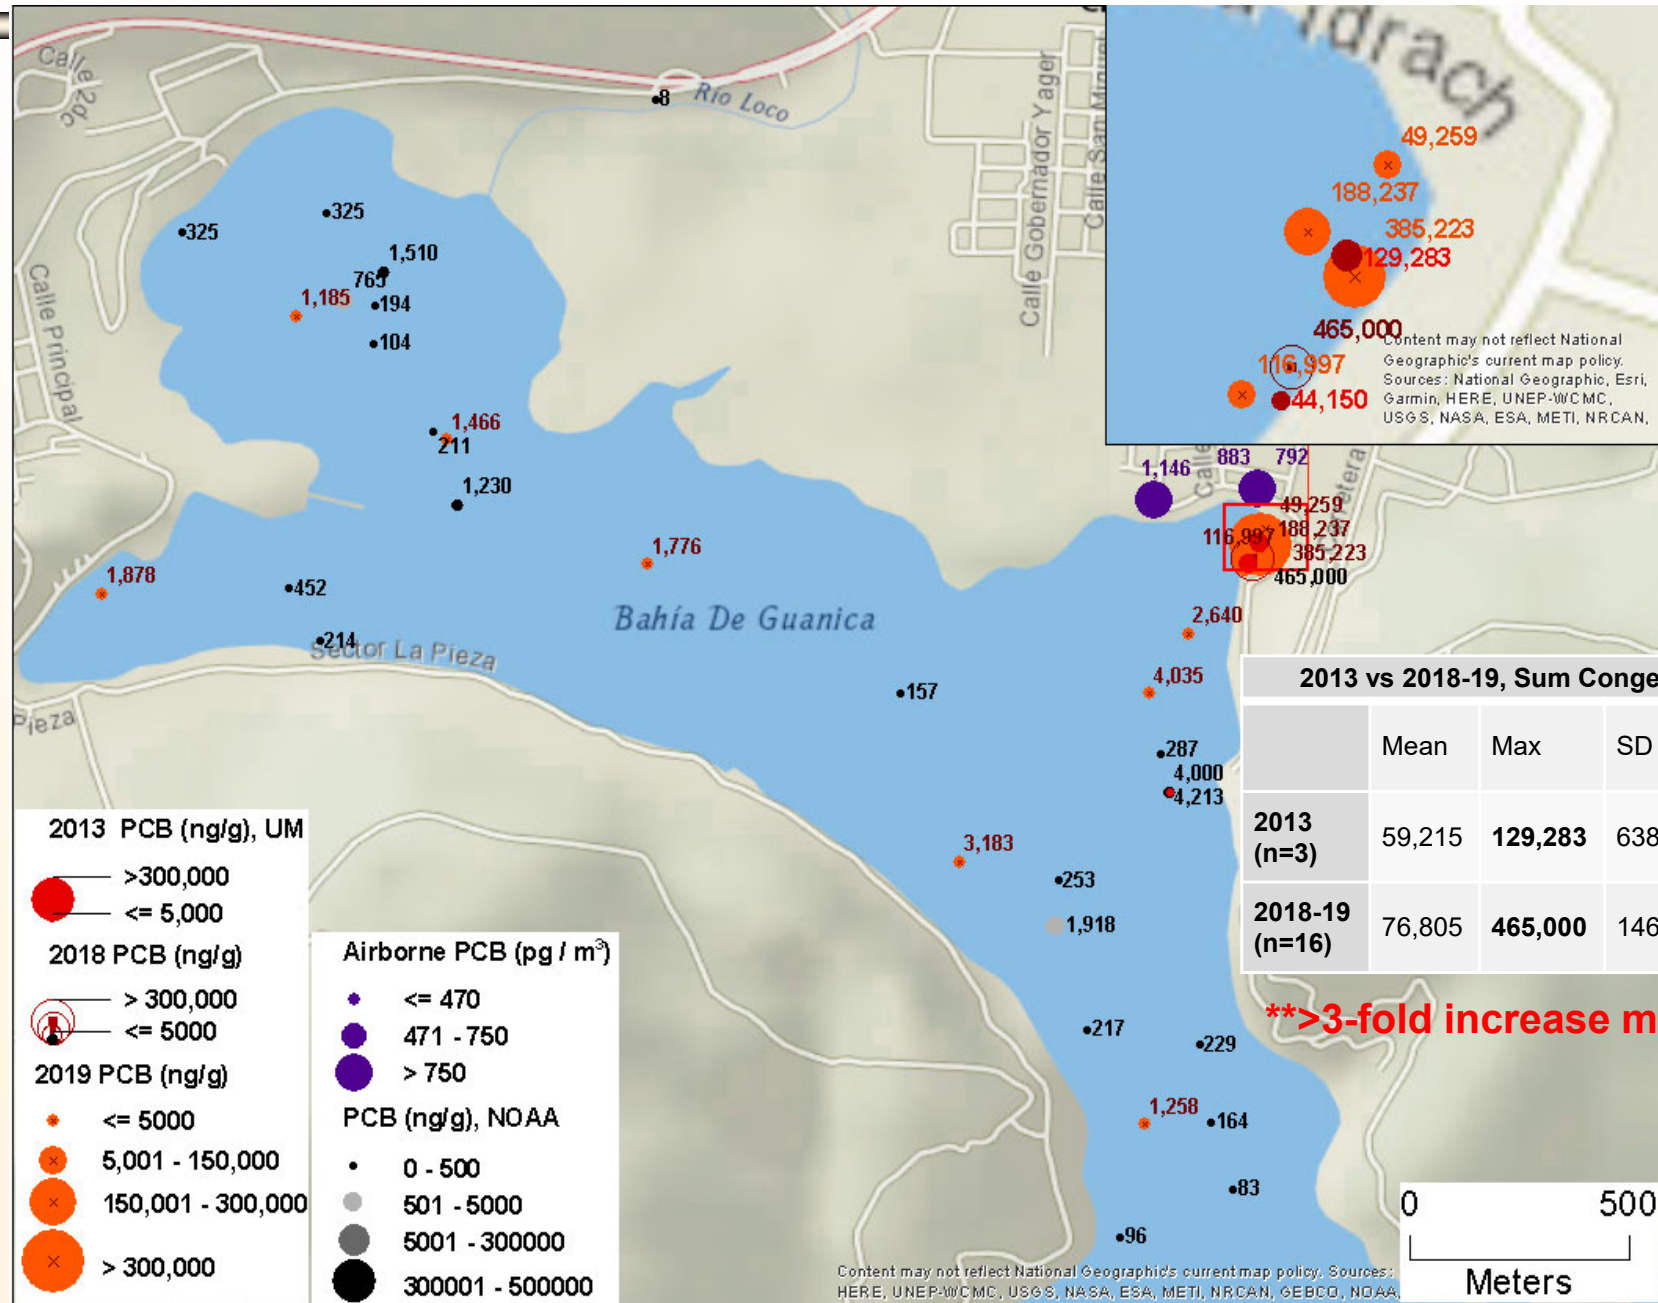 Calle 2dc
Calle Principal
8
Río Loco
Calle Gobernador Yager
Calle San Miguel
325
325
1,510
765
1,185
194
104
1,466
211
1,230
1,776
1,878
452
214
Sector La Pieza
Pieza
Bahía De Guanica
157
idrach
49,259
188,237
385,223
129,283
465,000
116,997
44,150
Content may not reflect National
Geographic's current map policy.
Sources: National Geographic, Esri,
Garmin, HERE, UNEP-WCMC,
USGS, NASA, ESA, METI, NRCAN,
1,146
883
792
Calle
49,259
188,237
116,997
385,223
465,000
2,640
4,035
287
4,000
4,213
3,183
253
1,918
217
229
1,258
164
83
96
2013 vs 2018-19, Sum Conge
Mean Max SD
2013 (n=3) 59,215 129,283 638
2018-19 (n=16) 76,805 465,000 146
**>3-fold increase m
2013 PCB (ng/g), UM
>300,000
<= 5,000
2018 PCB (ng/g)
> 300,000
<= 5000
2019 PCB (ng/g)
<= 5000
5,001 - 150,000
150,001 - 300,000
> 300,000
Airborne PCB (pg / m³)
<= 470
471 - 750
> 750
PCB (ng/g), NOAA
0 - 500
501 - 5000
5001 - 300000
300001 - 500000
Content may not reflect National Geographic's current map policy. Sources:
HERE, UNEP-WCMC, USGS, NASA, ESA, METI, NRCAN, GEBCO, NOAA,
0 500
Meters